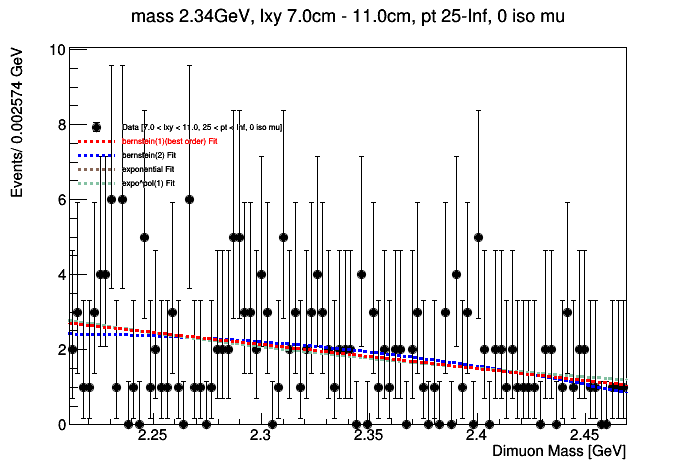 mass 2.34GeV, lxy 7.0cm - 11.0cm, pt 25-Inf, 0 iso mu
Events/ 0.002574 GeV
10
8
6
4
2
0
Data [7.0 < lxy < 11.0, 25 < pt < Inf, 0 iso mu]
bernstein(1)(best order) Fit
bernstein(2) Fit
exponential Fit
expo*pol(1) Fit
2.25 2.3 2.35 2.4 2.45
Dimuon Mass [GeV]